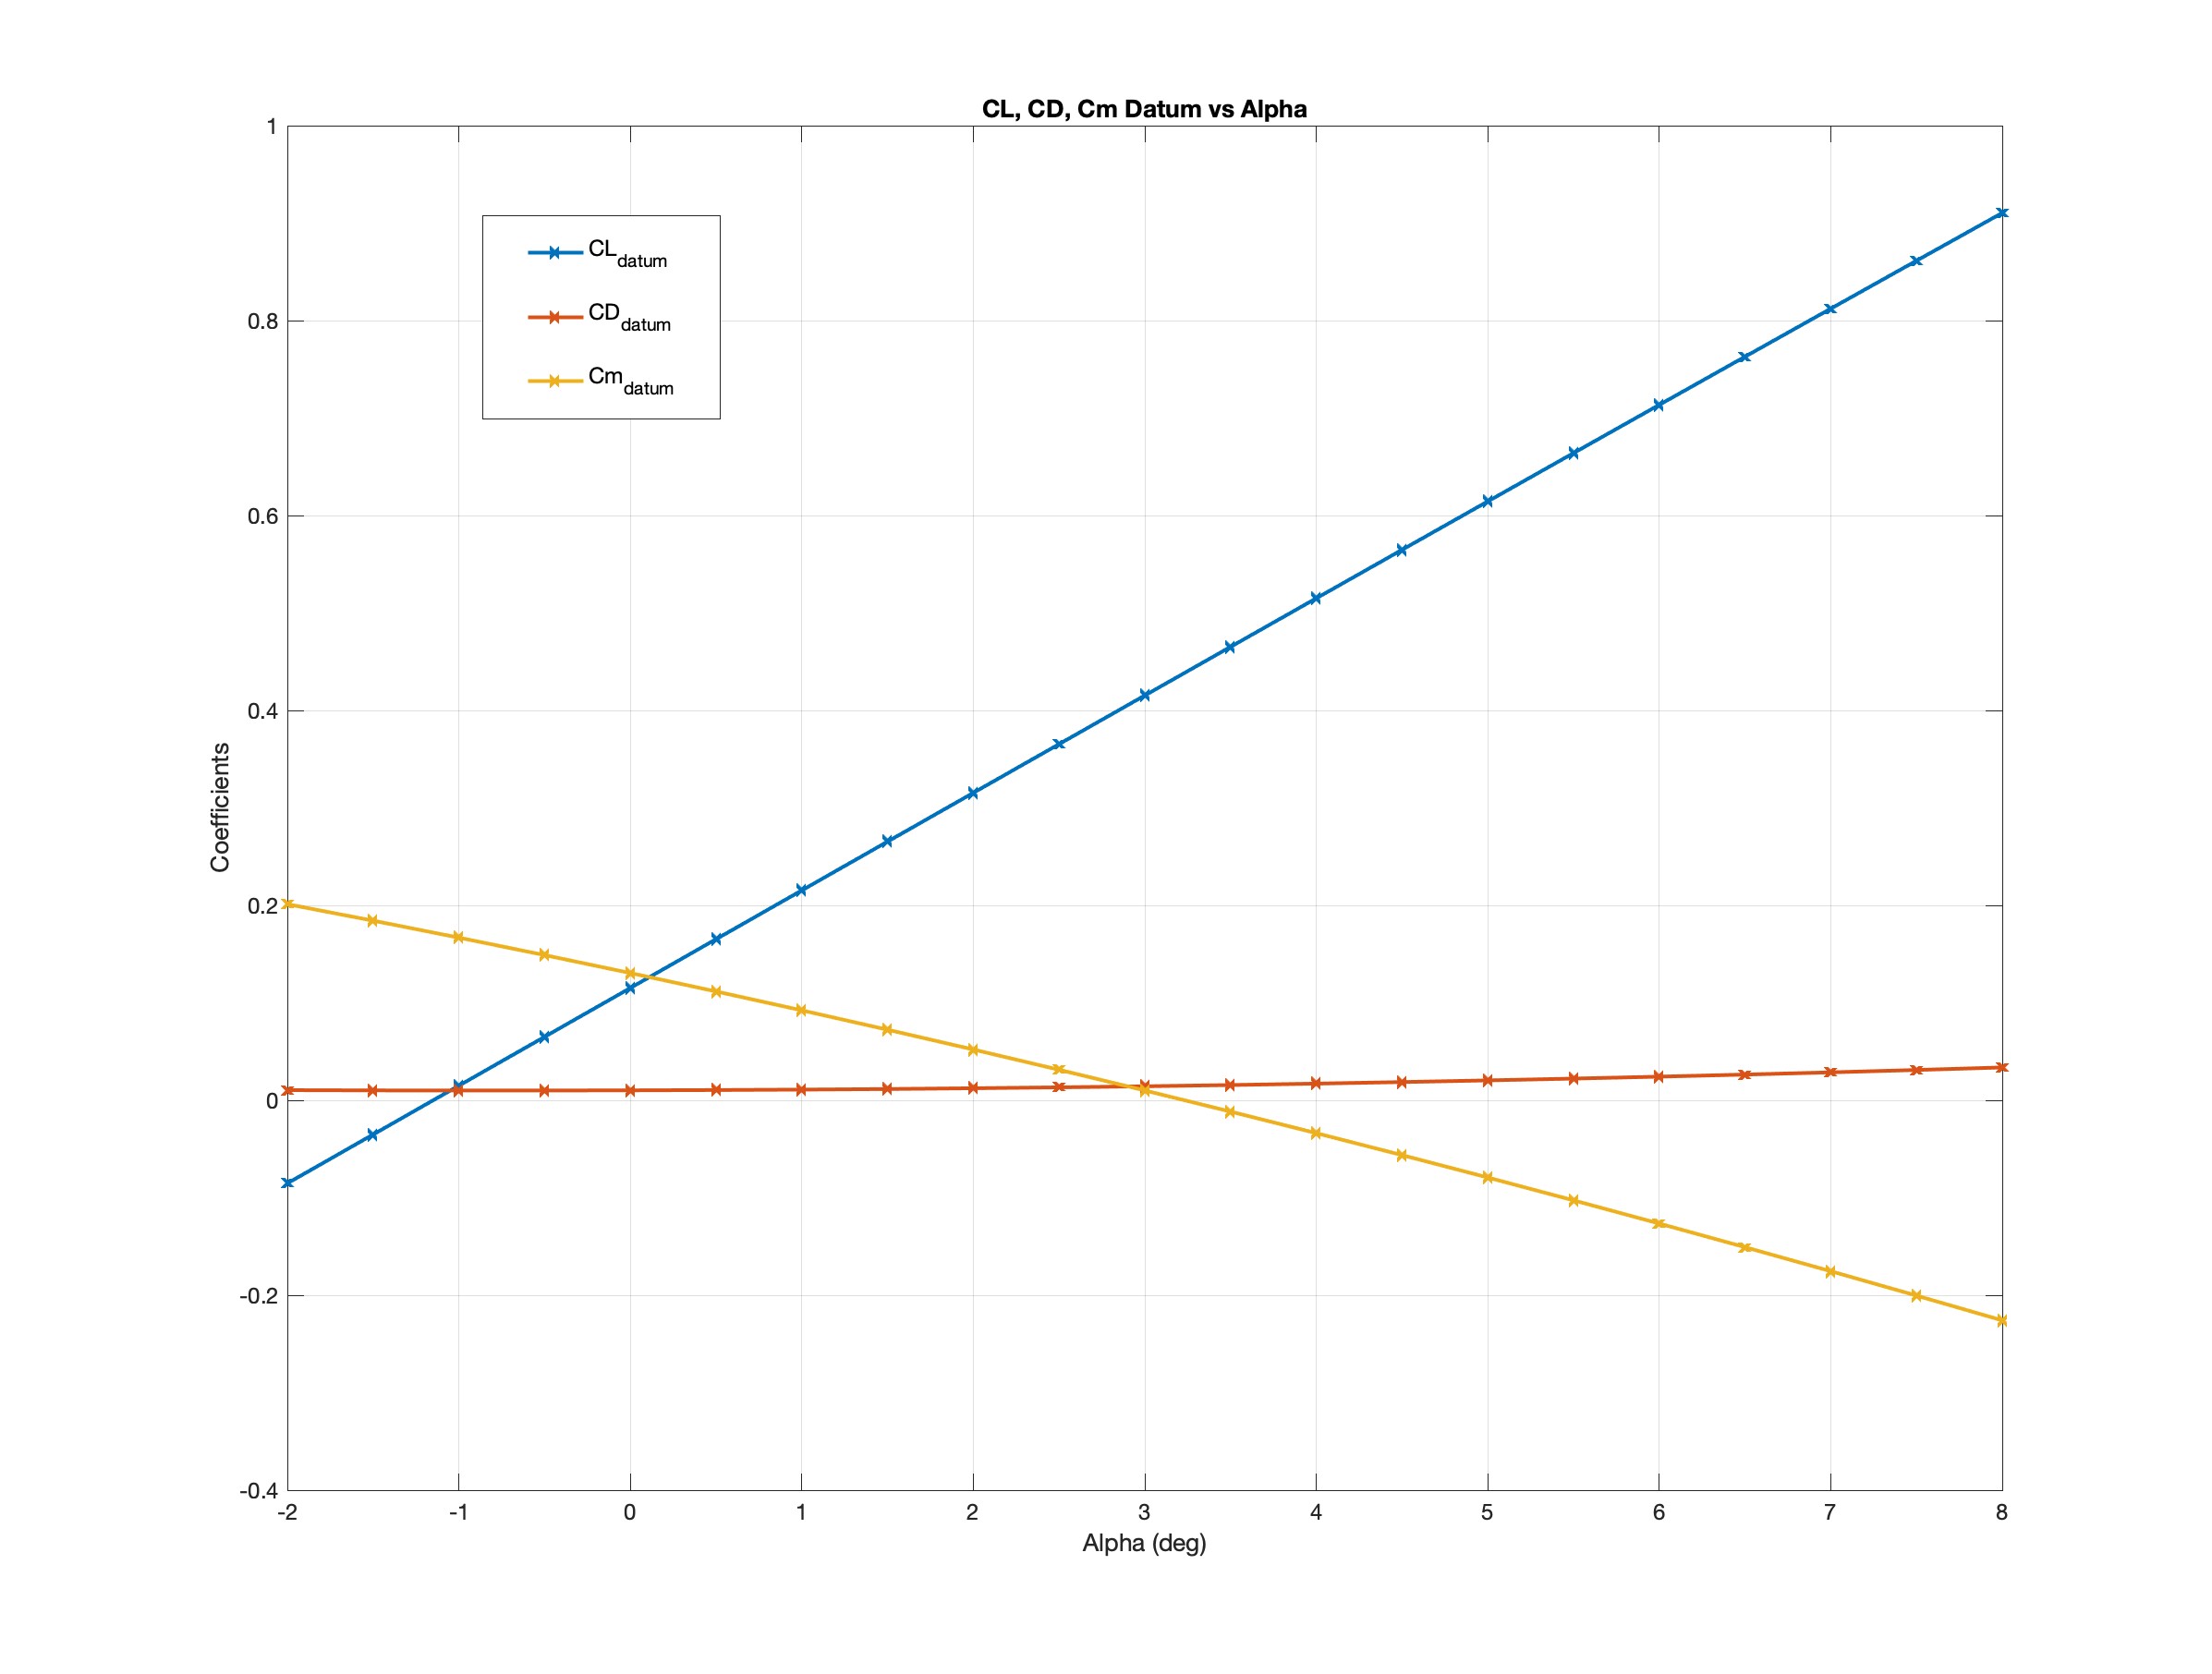 CL, CD, Cm Datum vs Alpha
1
0.8
0.6
0.4
0.2
0
-0.2
-0.4
Coefficients
CLdatum
CDdatum
Cmdatum
-2 -1 0 1 2 3 4 5 6 7 8
Alpha (deg)